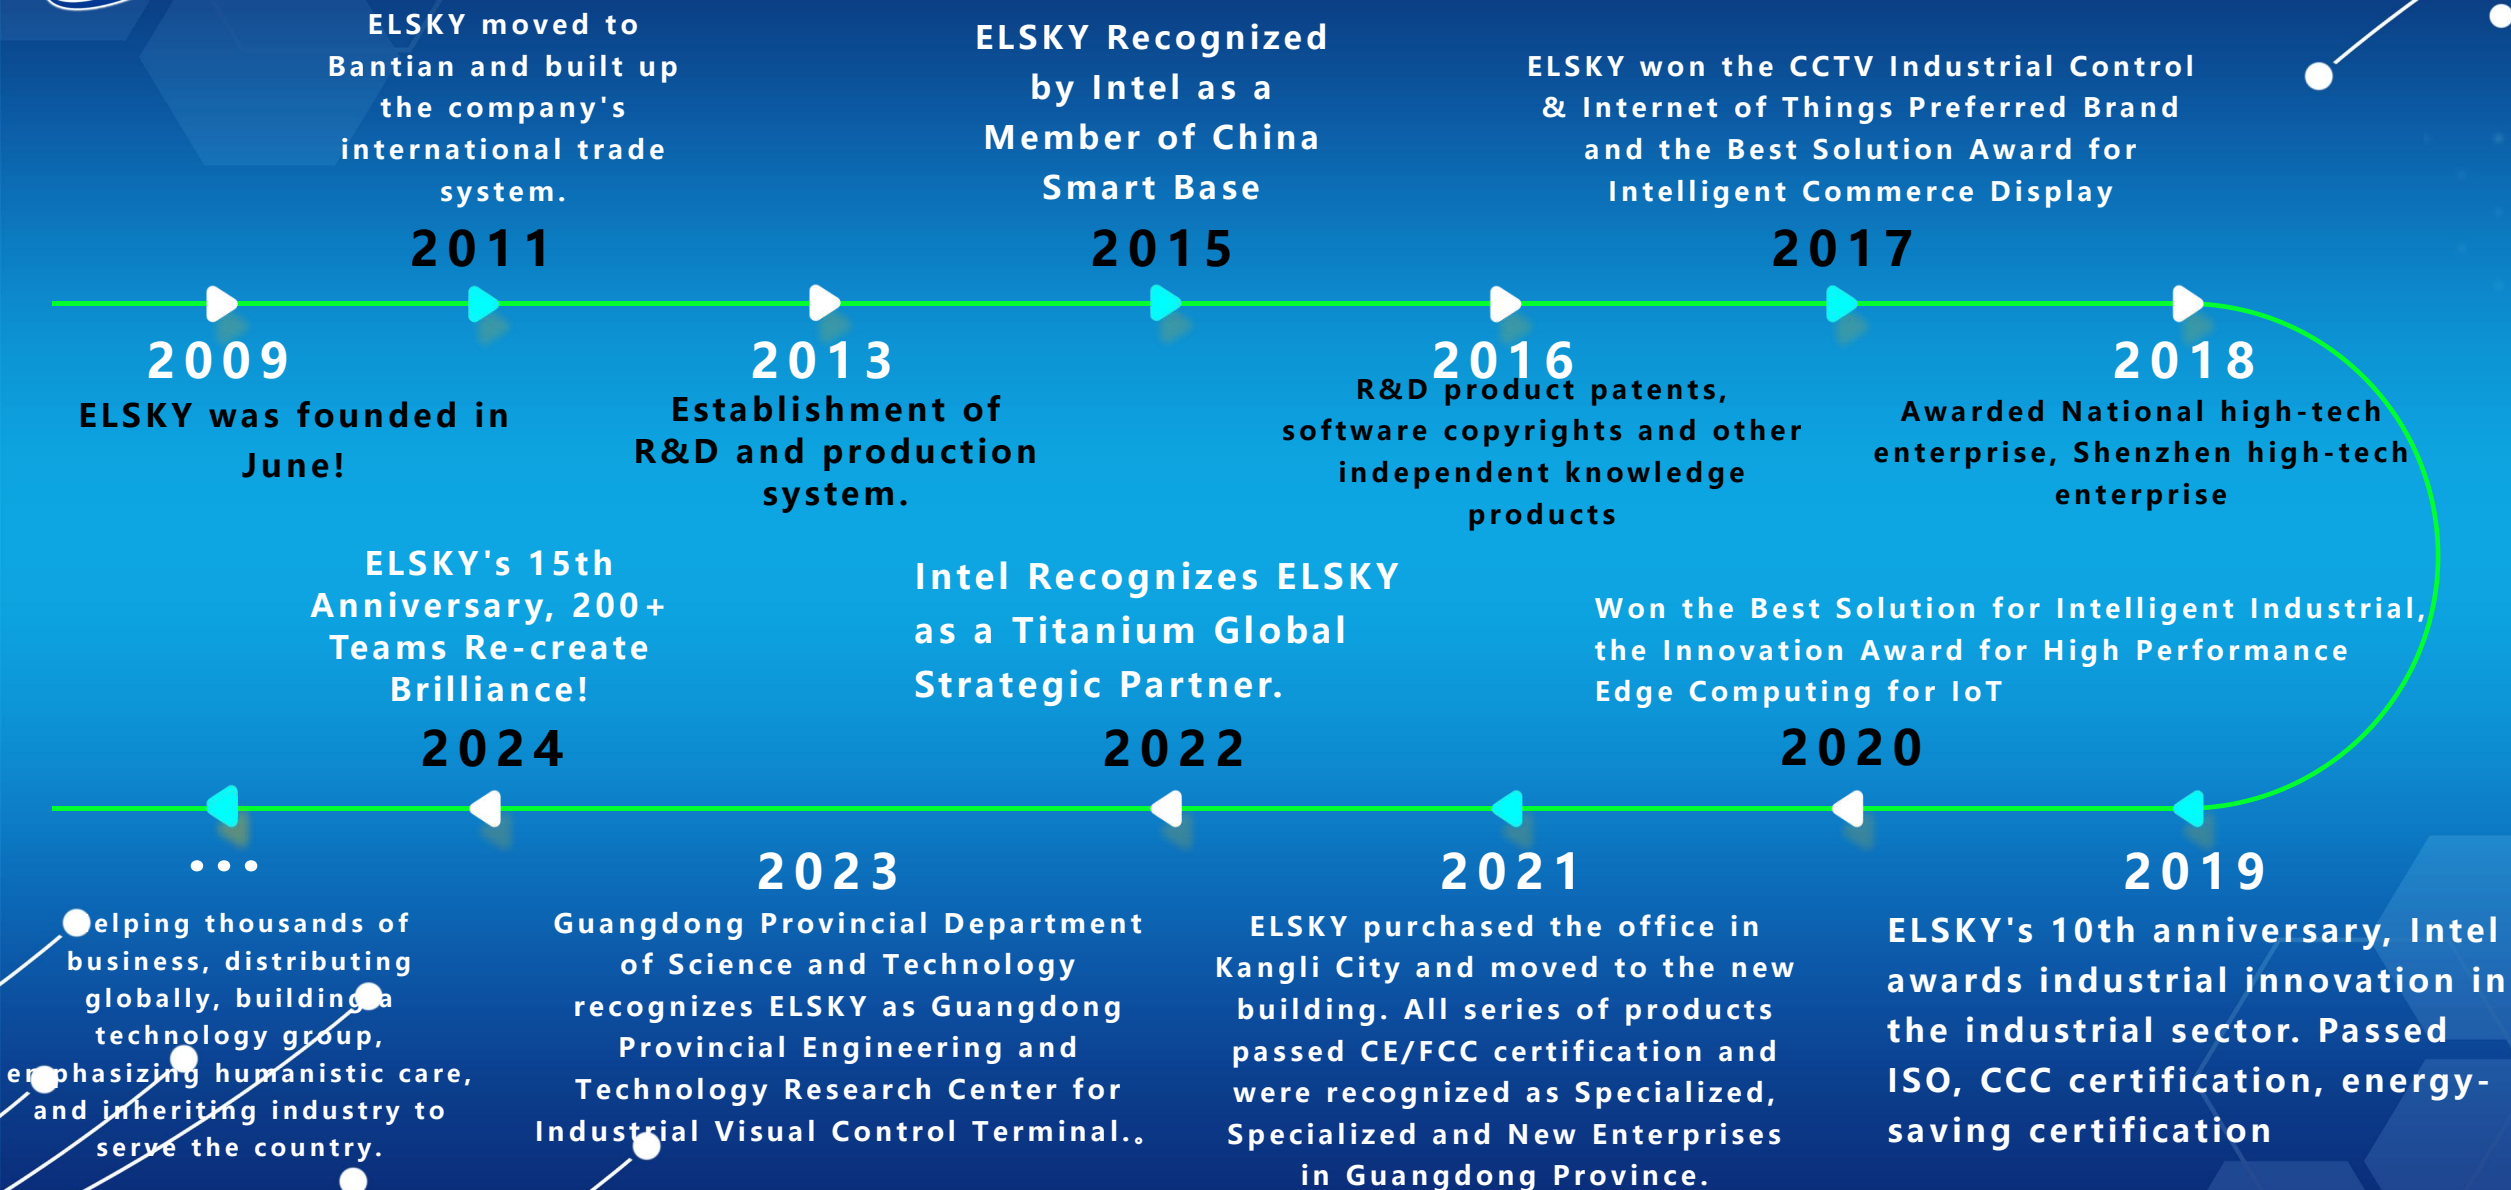 ELSKY moved to
Bantian and built up
the company's
international trade
system.
2011
ELSKY Recognized
by Intel as a
Member of China
Smart Base
2015
ELSKY won the CCTV Industrial Control
& Internet of Things Preferred Brand
and the Best Solution Award for
Intelligent Commerce Display
2017
2009
ELSKY was founded in
June!
2013
Establishment of
R&D and production
system.
2016
R&D product patents,
software copyrights and other
independent knowledge
products
2018
Awarded National high-tech
enterprise, Shenzhen high-tech
enterprise
ELSKY's 15th
Anniversary, 200+
Teams Re-create
Brilliance!
2024
Intel Recognizes ELSKY
as a Titanium Global
Strategic Partner.
2022
Won the Best Solution for Intelligent Industrial,
the Innovation Award for High Performance
Edge Computing for IoT
2020
...
elping thousands of
business, distributing
globally, building a
technology group,
emphasizing humanistic care,
and inheriting industry to
serve the country.
2023
Guangdong Provincial Department
of Science and Technology
recognizes ELSKY as Guangdong
Provincial Engineering and
Technology Research Center for
Industrial Visual Control Terminal.。
2021
ELSKY purchased the office in
Kangli City and moved to the new
building. All series of products
passed CE/FCC certification and
were recognized as Specialized,
Specialized and New Enterprises
in Guangdong Province.
2019
ELSKY's 10th anniversary, Intel
awards industrial innovation in
the industrial sector. Passed
ISO, CCC certification, energy-
saving certification